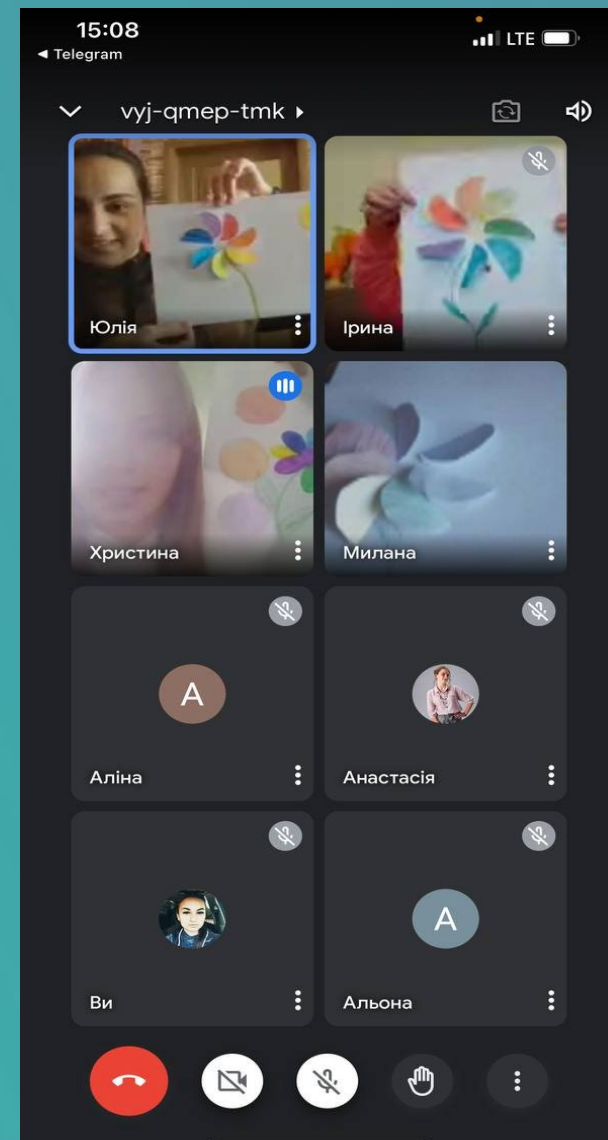 15:08
LTE
◀ Telegram
vyj-qmep-tmk
Юлія
Ірина
Христина
Милана
А
Аліна
Анастасія
Ви
А
Альона